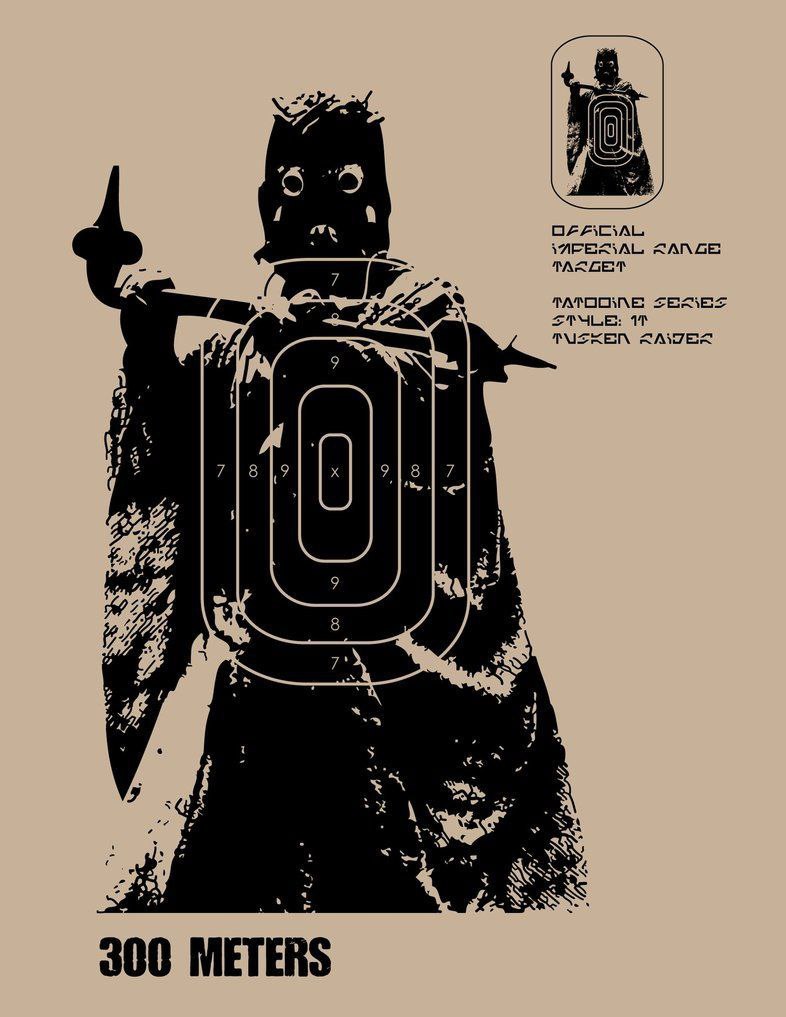 OFFICIAL
IMPERIAL RANGE
TARGET
TATOOINE SERIES
STYLE: 1T
TUSKEN RAIDER
7
8
9
7 8 9 x 9 8 7
9
8
7
300 METERS